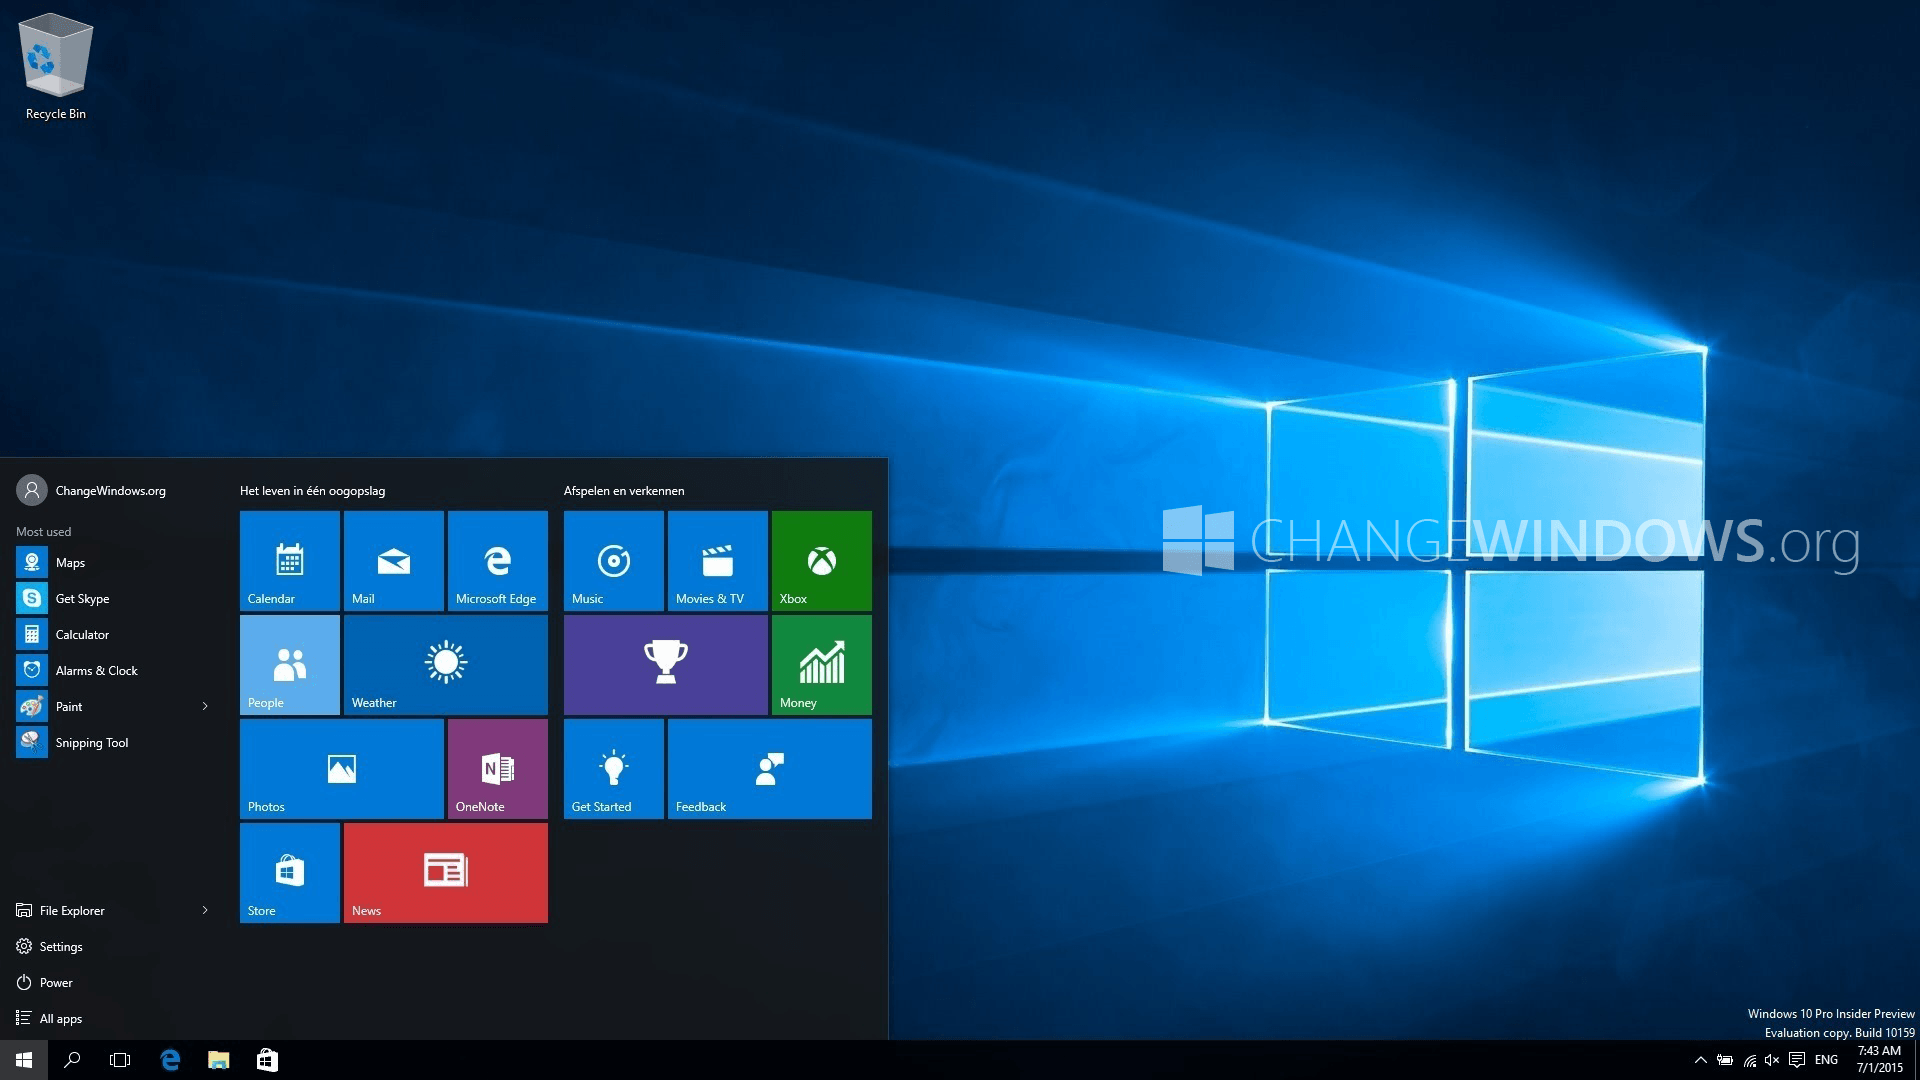 Recycle Bin
ChangeWindows.org
Most used
Maps
Get Skype
Calculator
Alarms & Clock
Paint
Snipping Tool
File Explorer
Settings
Power
All apps
Het leven in één oogopslag
Calendar
Mail
Microsoft Edge
People
Weather
Photos
OneNote
Store
News
Afspelen en verkennen
Music
Movies & TV
Xbox
Money
Get Started
Feedback
CHANGEWINDOWS.org
Windows 10 Pro Insider Preview
Evaluation copy. Build 10159
ENG
7:43 AM
7/1/2015